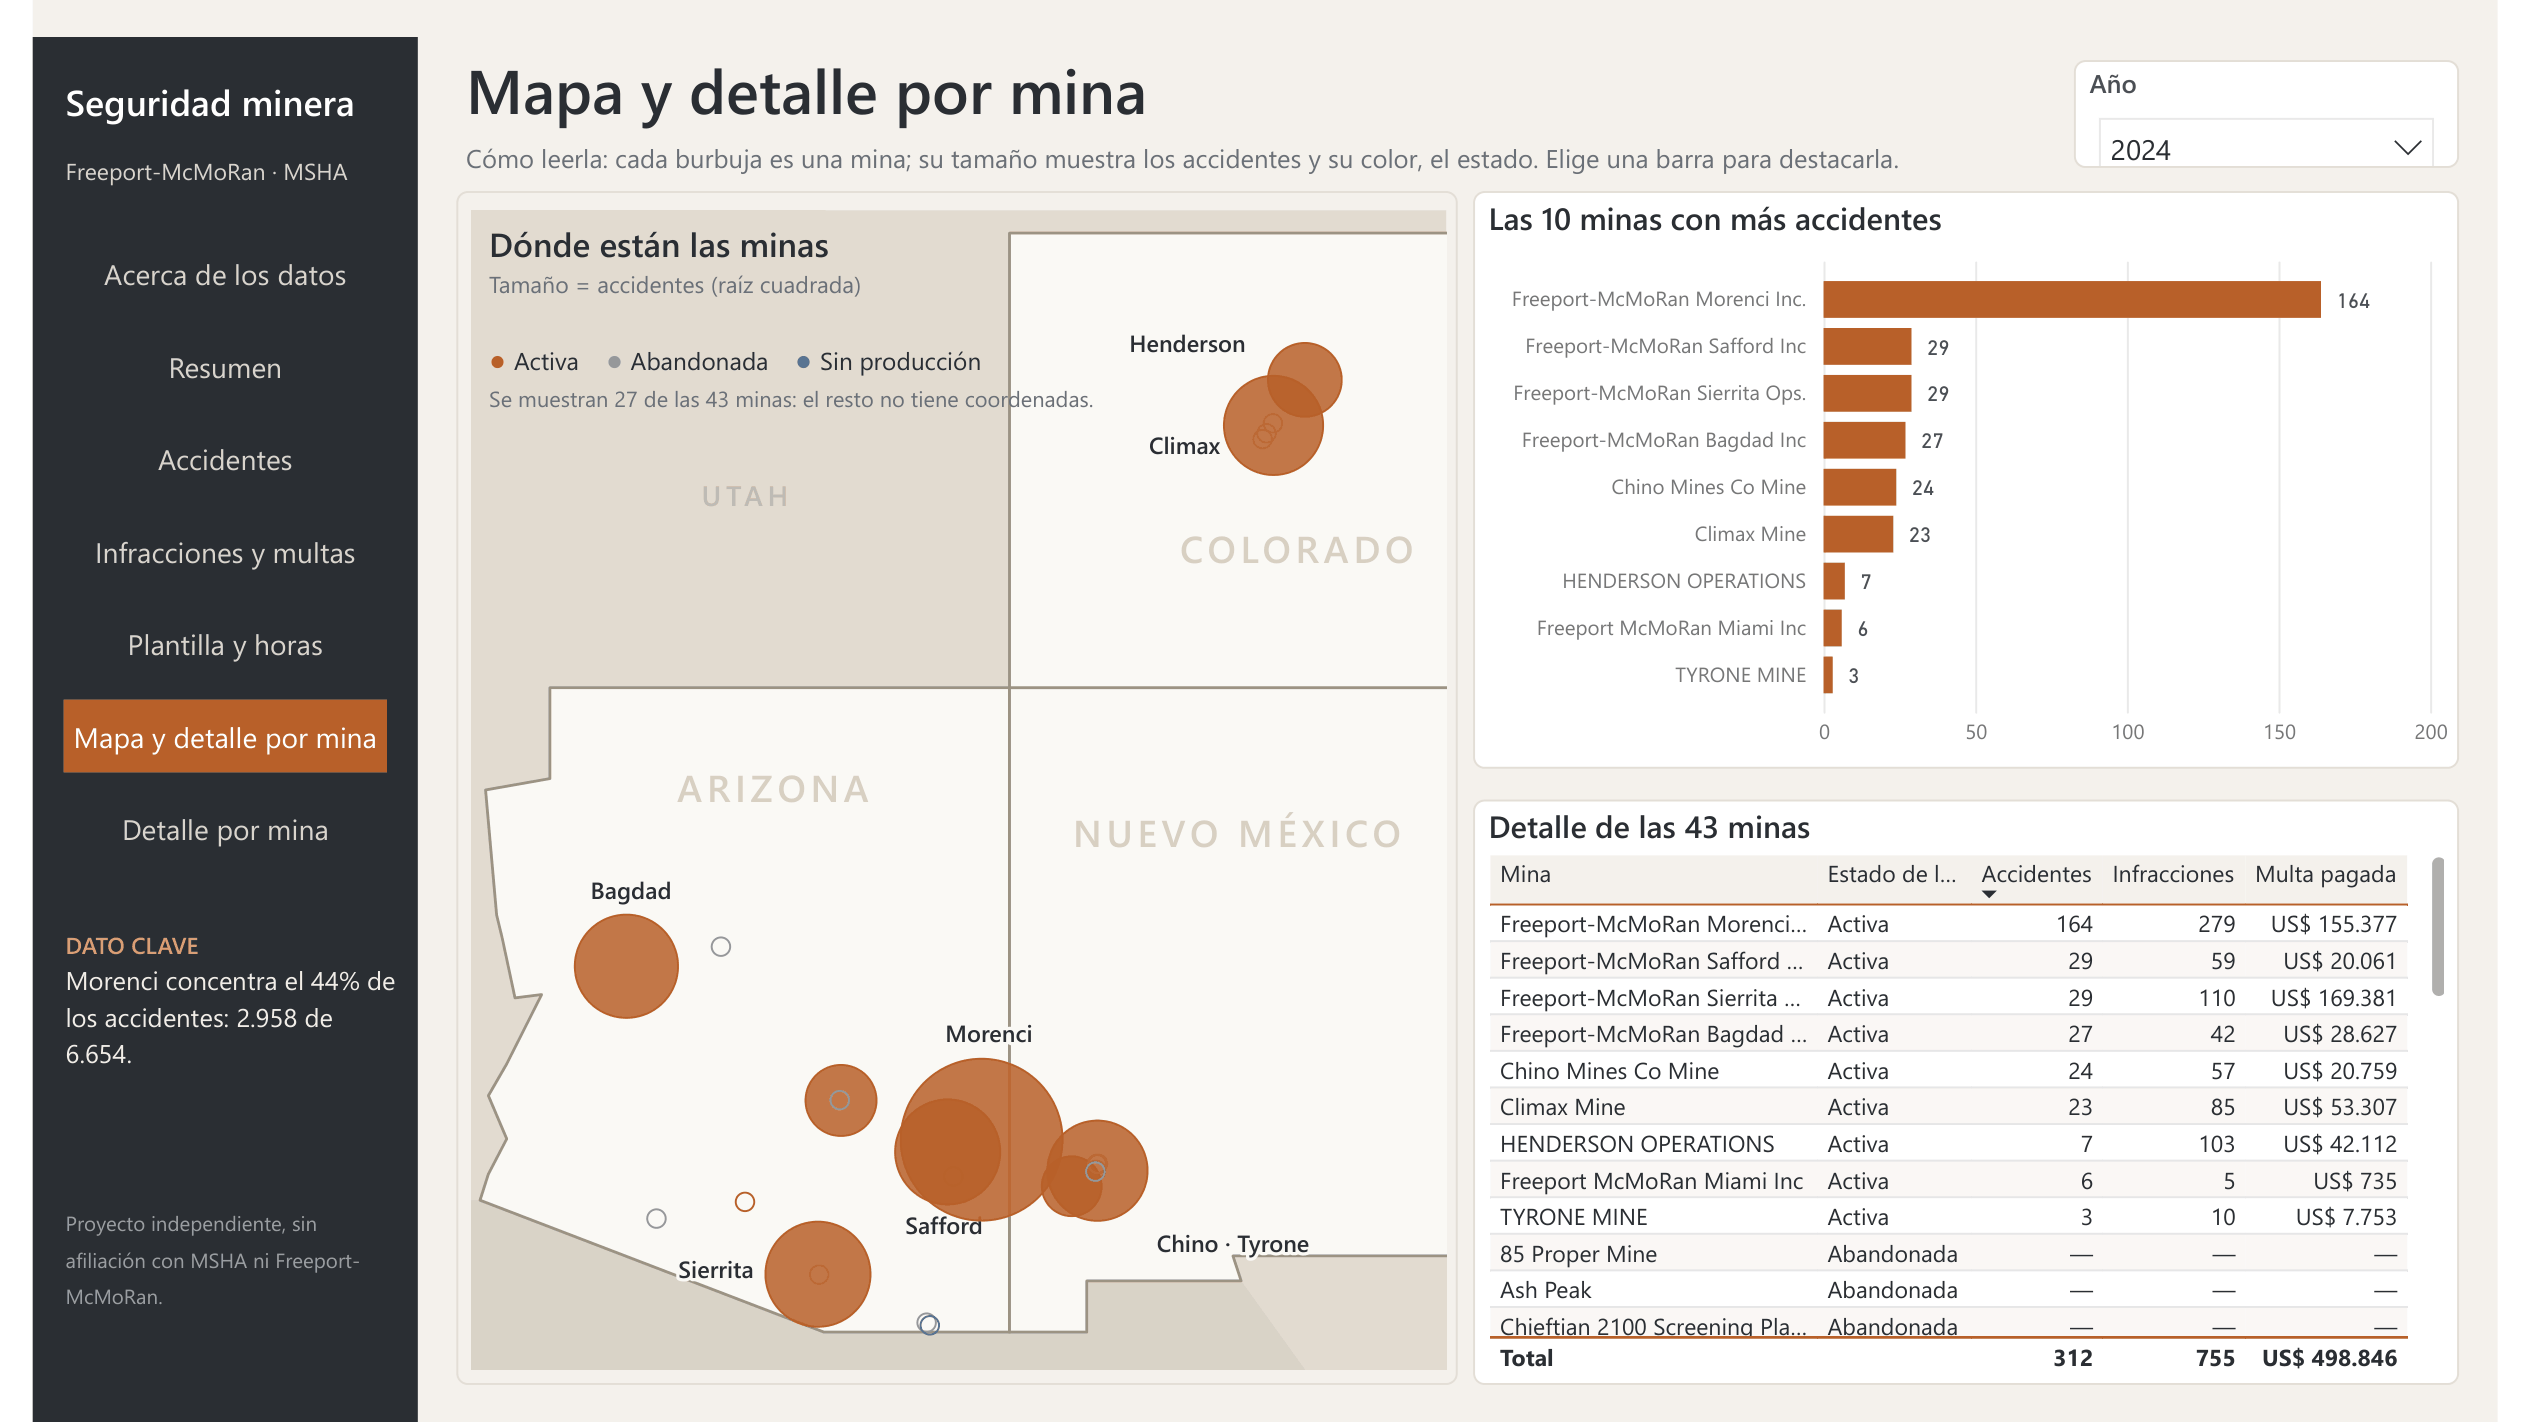 Seguridad minera
Freeport-McMoRan · MSHA
Acerca de los datos
Resumen
Accidentes
Infracciones y multas
Plantilla y horas
Mapa y detalle por mina
Detalle por mina
DATO CLAVE
Morenci concentra el 44% de
los accidentes: 2.958 de
6.654.
Proyecto independiente, sin
afiliación con MSHA ni Freeport-
McMoRan.
Mapa y detalle por mina
Cómo leerla: cada burbuja es una mina; su tamaño muestra los accidentes y su color, el estado. Elige una barra para destacarla.
Año
2024
Dónde están las minas
Tamaño = accidentes (raíz cuadrada)
Activa Abandonada Sin producción
Se muestran 27 de las 43 minas: el resto no tiene coordenadas.
Henderson
Climax
UTAH
COLORADO
ARIZONA
NUEVO MÉXICO
Bagdad
Morenci
Safford
Chino · Tyrone
Sierrita
Las 10 minas con más accidentes
Freeport-McMoRan Morenci Inc. 164
Freeport-McMoRan Safford Inc 29
Freeport-McMoRan Sierrita Ops. 29
Freeport-McMoRan Bagdad Inc 27
Chino Mines Co Mine 24
Climax Mine 23
HENDERSON OPERATIONS 7
Freeport McMoRan Miami Inc 6
TYRONE MINE 3
0 50 100 150 200
Detalle de las 43 minas
Mina Estado de l... Accidentes Infracciones Multa pagada
Freeport-McMoRan Morenci... Activa 164 279 US$ 155.377
Freeport-McMoRan Safford ... Activa 29 59 US$ 20.061
Freeport-McMoRan Sierrita ... Activa 29 110 US$ 169.381
Freeport-McMoRan Bagdad ... Activa 27 42 US$ 28.627
Chino Mines Co Mine Activa 24 57 US$ 20.759
Climax Mine Activa 23 85 US$ 53.307
HENDERSON OPERATIONS Activa 7 103 US$ 42.112
Freeport McMoRan Miami Inc Activa 6 5 US$ 735
TYRONE MINE Activa 3 10 US$ 7.753
85 Proper Mine Abandonada — — —
Ash Peak Abandonada — — —
Chieftian 2100 Screening Pla... Abandonada — — —
Total 312 755 US$ 498.846